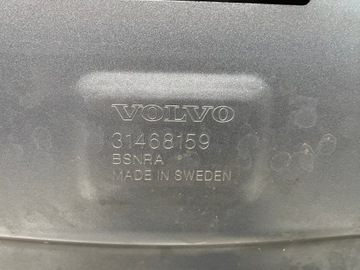 VOLVO
31468159
BSNRA
MADE IN SWEDEN